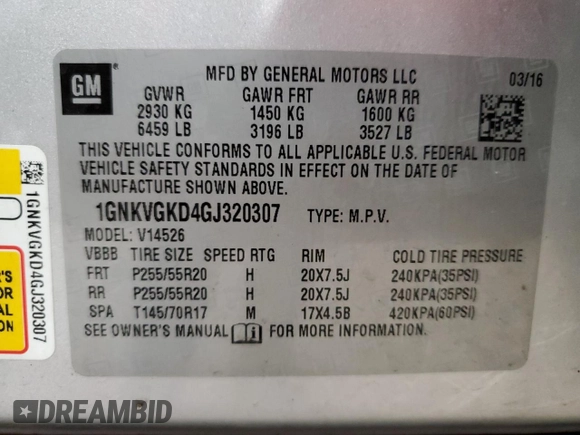 GM
MFD BY GENERAL MOTORS LLC 03/16
GVWR GAWR FRT GAWR RR
2930 KG 1450 KG 1600 KG
6459 LB 3196 LB 3527 LB
THIS VEHICLE CONFORMS TO ALL APPLICABLE U.S. FEDERAL MOTOR
VEHICLE SAFETY STANDARDS IN EFFECT ON THE DATE OF
MANUFACTURE SHOWN ABOVE.
1GNKVGKD4GJ320307 TYPE: M.P.V.
MODEL: V14526
VBBB TIRE SIZE SPEED RTG RIM COLD TIRE PRESSURE
FRT P255/55R20 H 20X7.5J 240KPA(35PSI)
RR P255/55R20 H 20X7.5J 240KPA(35PSI)
SPA T145/70R17 M 17X4.5B 420KPA(60PSI)
SEE OWNER'S MANUAL FOR MORE INFORMATION.
1GNKVGKD4GJ320307
DREAMBID